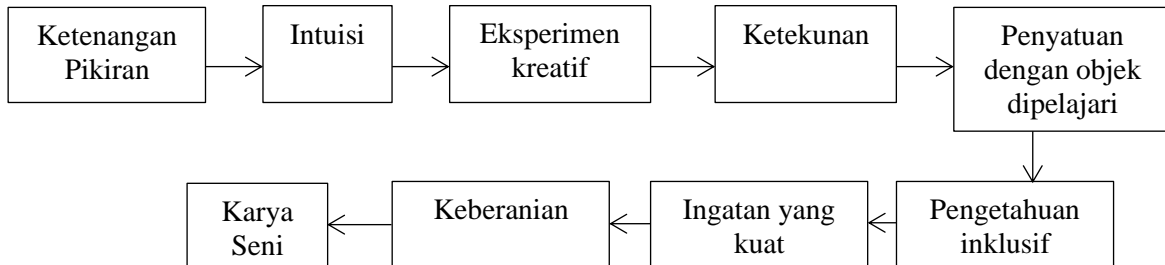 Ketenangan
Pikiran
Intuisi
Eksperimen
kreatif
Ketekunan
Penyatuan
dengan objek
dipelajari
Pengetahuan
inklusif
Ingatan yang
kuat
Keberanian
Karya
Seni